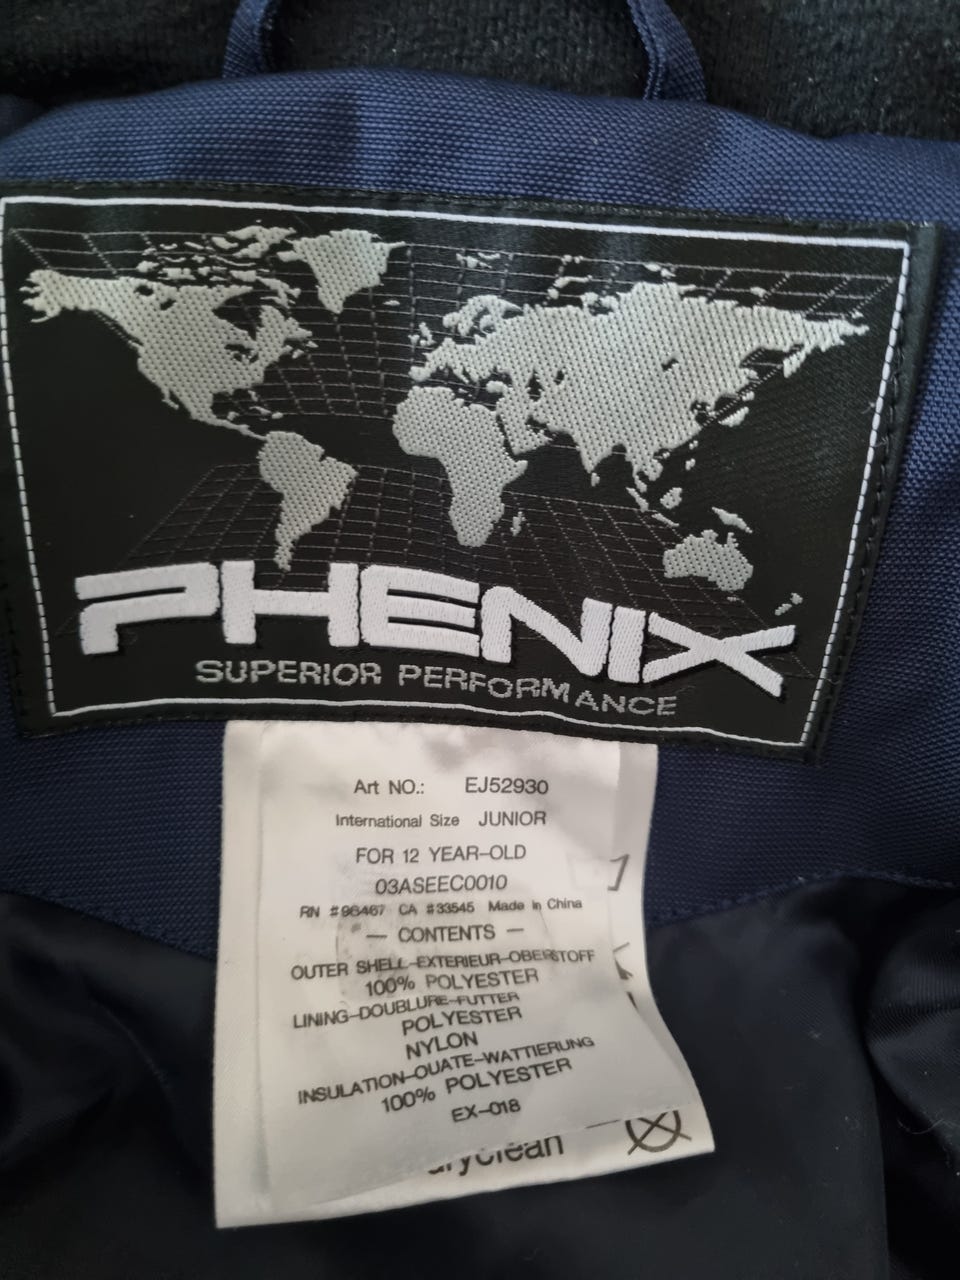 PHENIX
SUPERIOR PERFORMANCE
Art NO.: EJ52930
International Size JUNIOR
FOR 12 YEAR-OLD
03ASEEC0010
RN #96467 CA #33545 Made in China
— CONTENTS —
OUTER SHELL-EXTERIEUR-OBERSTOFF
100% POLYESTER
LINING-DOUBLURE-FUTTER
POLYESTER
NYLON
INSULATION-OUATE-WATTIERUNG
100% POLYESTER
EX-018
dryclean